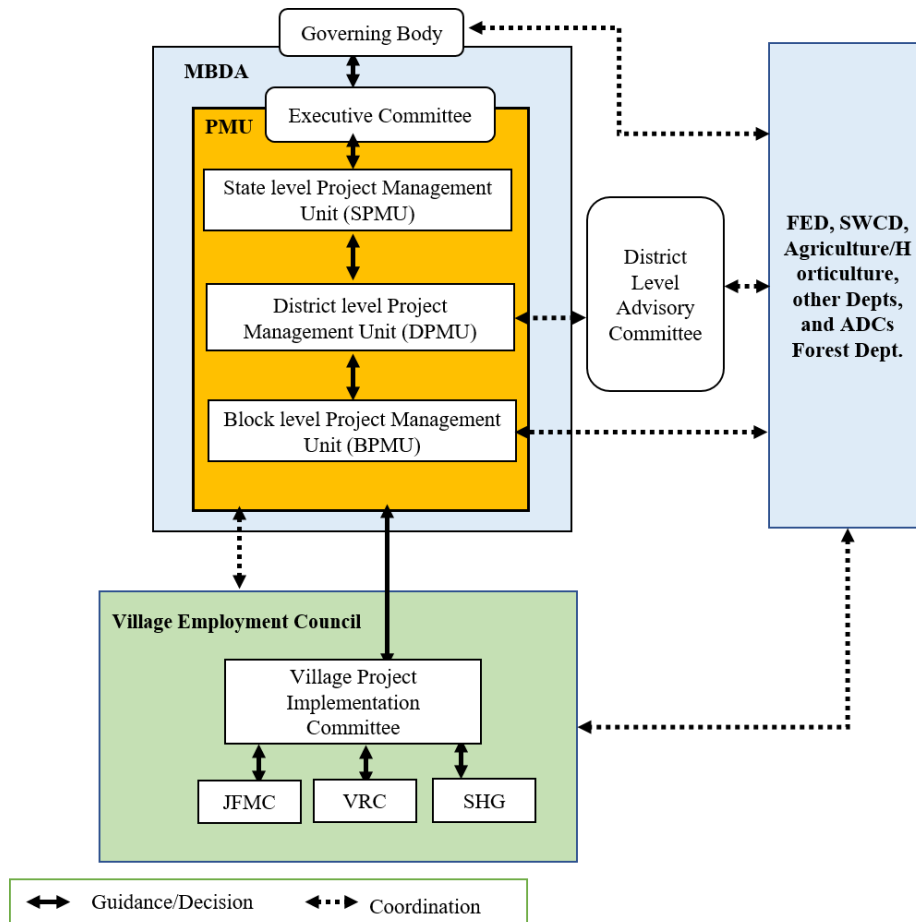 Governing Body
MBDA
Executive Committee
PMU
State level Project Management
Unit (SPMU)
District level Project
Management Unit (DPMU)
Block level Project Management
Unit (BPMU)
District
Level
Advisory
Committee
FED, SWCD,
Agriculture/H
orticulture,
other Depts,
and ADCs
Forest Dept.
Village Employment Council
Village Project
Implementation
Committee
JFMC
VRC
SHG
Guidance/Decision
Coordination